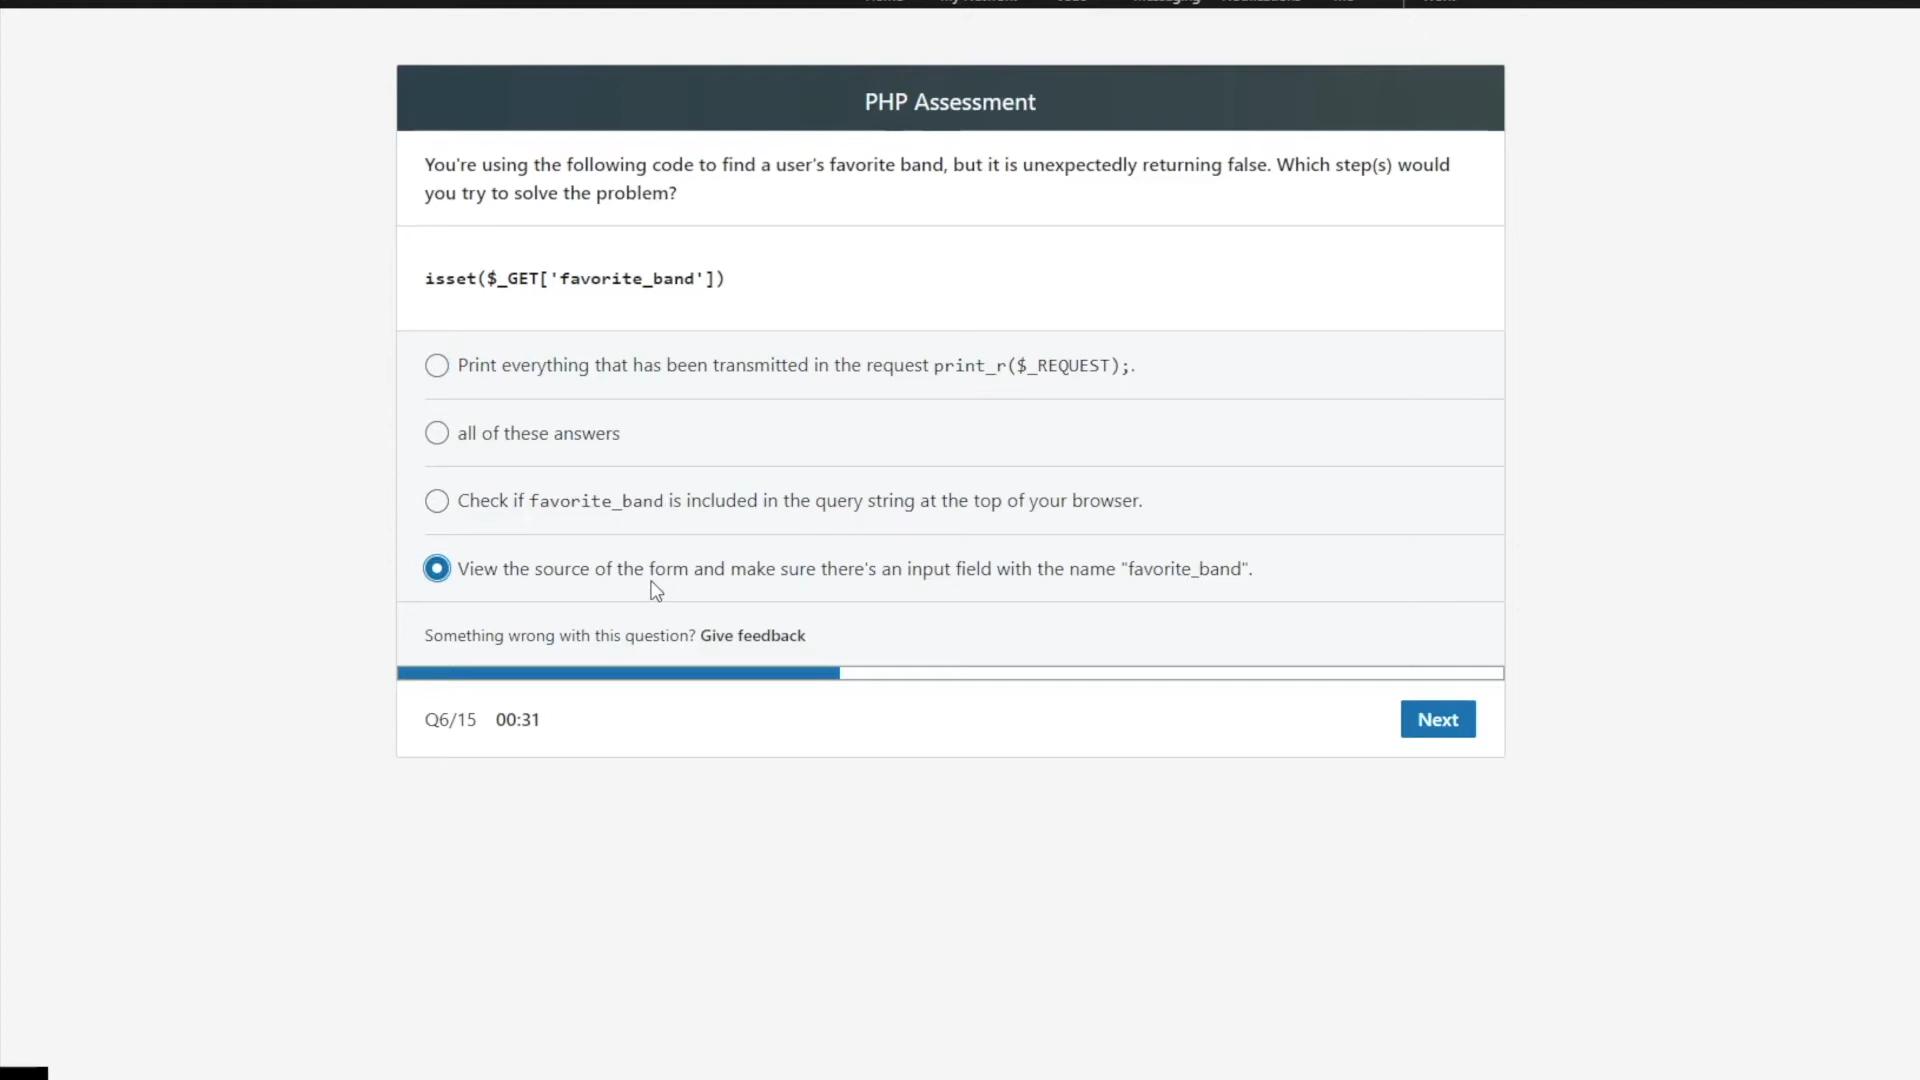 PHP Assessment
You're using the following code to find a user's favorite band, but it is unexpectedly returning false. Which step(s) would
you try to solve the problem?
isset($_GET['favorite_band'])
Print everything that has been transmitted in the request print_r($_REQUEST);.
all of these answers
Check if favorite_band is included in the query string at the top of your browser.
View the source of the form and make sure there's an input field with the name "favorite_band".
Something wrong with this question? Give feedback
Q6/15 00:31
Next